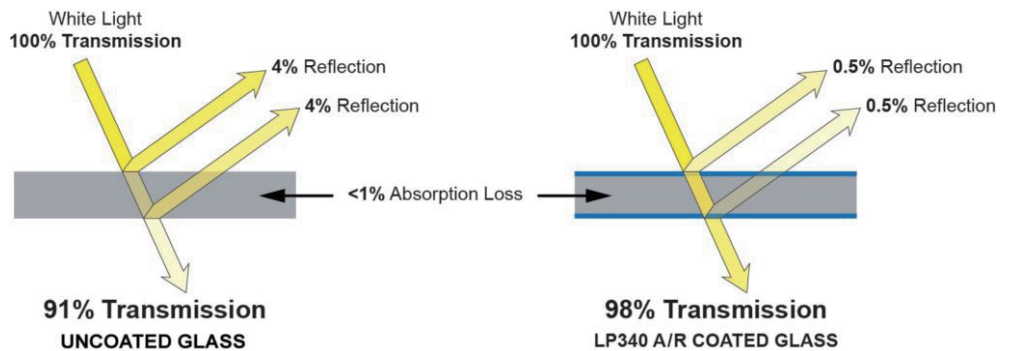 White Light
100% Transmission
4% Reflection
4% Reflection
91% Transmission
UNCOATED GLASS
<1% Absorption Loss
White Light
100% Transmission
0.5% Reflection
0.5% Reflection
98% Transmission
LP340 A/R COATED GLASS